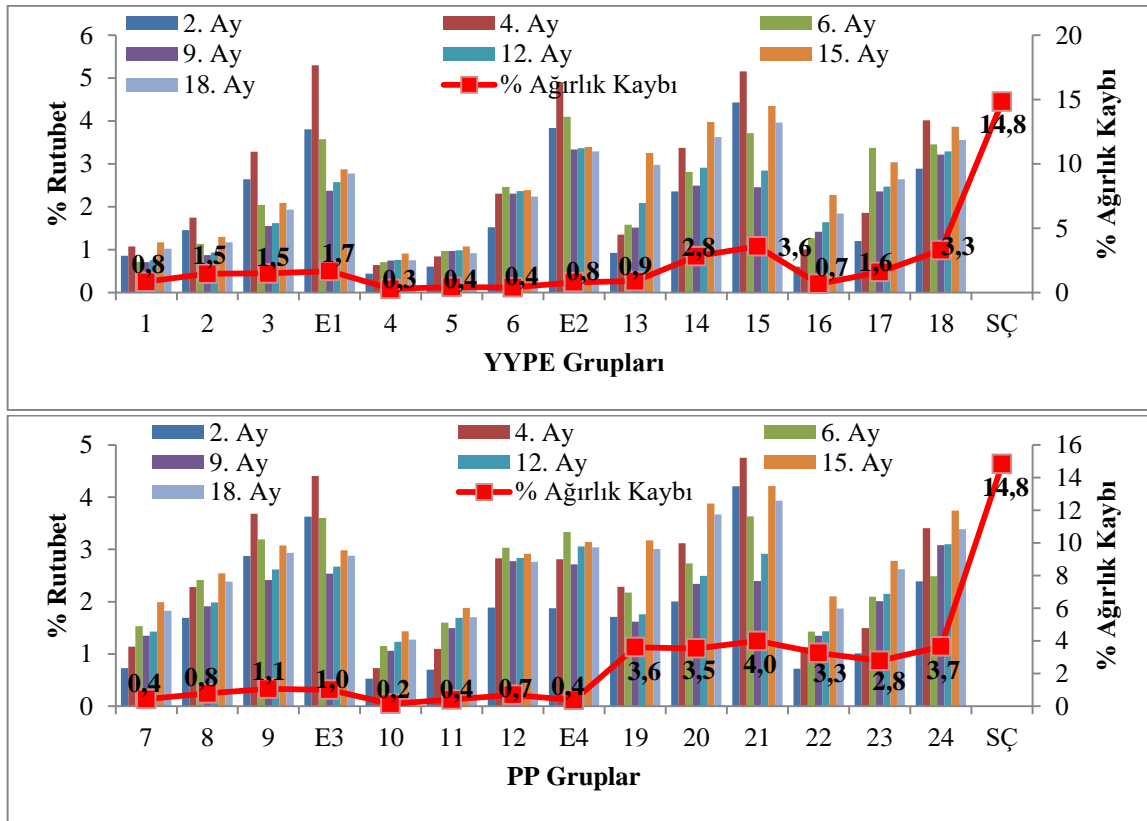 2. Ay 4. Ay 6. Ay
9. Ay 12. Ay 15. Ay
18. Ay % Ağırlık Kaybı
% Rutubet
6
5
4
3
2
1
0
20
15
10
5
0
% Ağırlık Kaybı
0,8 1,5 1,5 1,7 0,3 0,4 0,4 0,8 0,9 2,8 3,6 0,7 1,6 3,3 14,8
1 2 3 E1 4 5 6 E2 13 14 15 16 17 18 SÇ
YYPE Grupları
2. Ay 4. Ay 6. Ay
9. Ay 12. Ay 15. Ay
18. Ay % Ağırlık Kaybı
% Rutubet
5
4
3
2
1
0
16
14
12
10
8
6
4
2
0
% Ağırlık Kaybı
0,4 0,8 1,1 1,0 0,2 0,4 0,7 0,4 3,6 3,5 4,0 3,3 2,8 3,7 14,8
7 8 9 E3 10 11 12 E4 19 20 21 22 23 24 SÇ
PP Gruplar